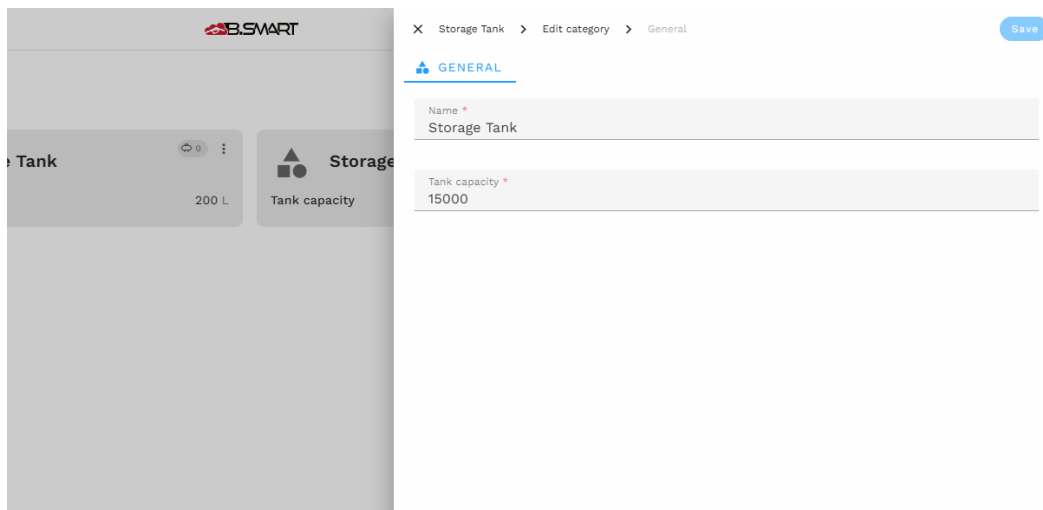 B.SMART
Storage Tank
Edit category
General
Save
GENERAL
Name *
Storage Tank
Tank capacity *
15000
Tank
0
200 L
Storage
Tank capacity